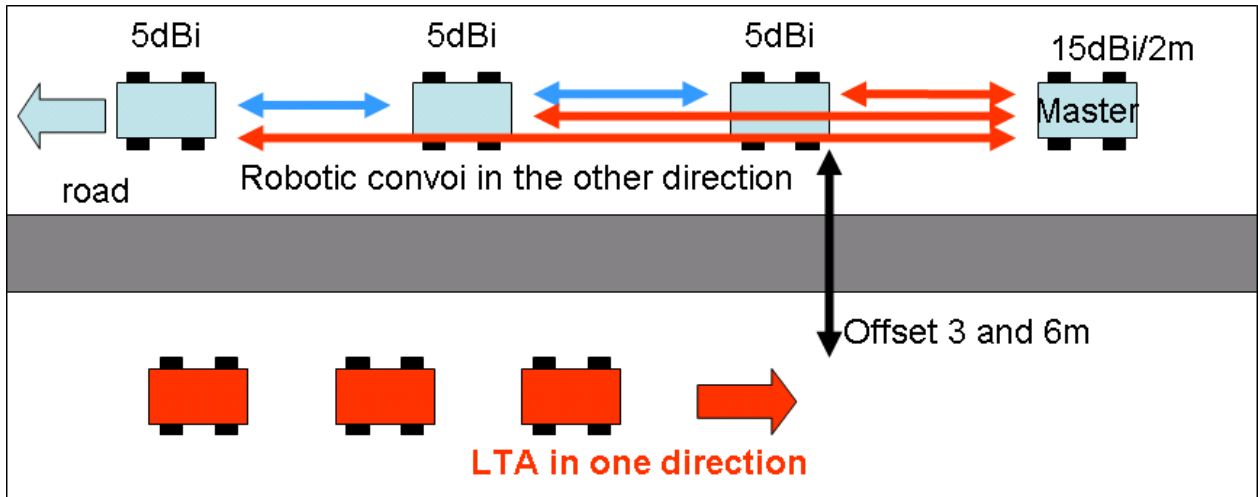 5dBi
5dBi
5dBi
15dBi/2m
Master
Robotic convoi in the other direction
road
Offset 3 and 6m
LTA in one direction